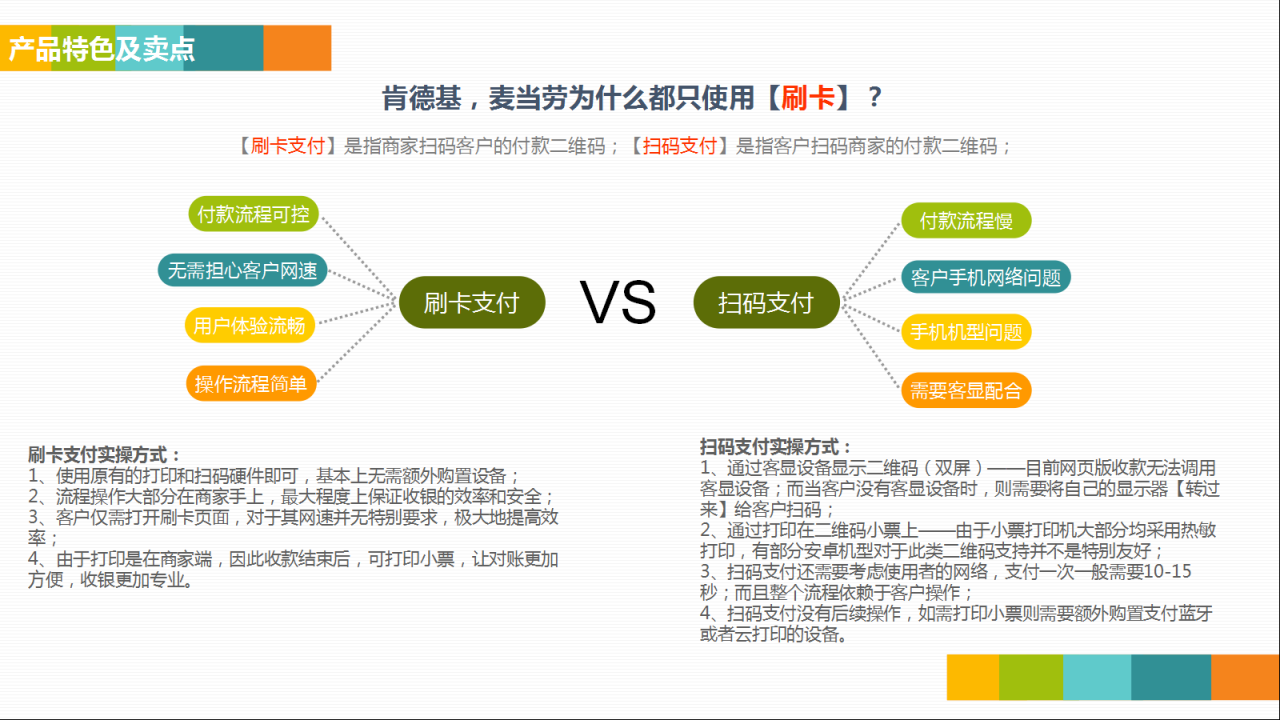 产品特色及卖点
肯德基，麦当劳为什么都只使用【刷卡】？
【刷卡支付】是指商家扫码客户的付款二维码；【扫码支付】是指客户扫码商家的付款二维码；
付款流程可控
无需担心客户网速
用户体验流畅
操作流程简单
刷卡支付
VS
扫码支付
付款流程慢
客户手机网络问题
手机机型问题
需要客显配合
刷卡支付实操方式：
1、使用原有的打印和扫码硬件即可，基本上无需额外购置设备；
2、流程操作大部分在商家手上，最大程度上保证收银的效率和安全；
3、客户仅需打开刷卡页面，对于其网速并无特别要求，极大地提高效
率；
4、由于打印是在商家端，因此收款结束后，可打印小票，让对账更加
方便，收银更加专业。
扫码支付实操方式：
1、通过客显设备显示二维码（双屏）——目前网页版收款无法调用
客显设备；而当客户没有客显设备时，则需要将自己的显示器【转过
来】给客户扫码；
2、通过打印在二维码小票上——由于小票打印机大部分均采用热敏
打印，有部分安卓机型对于此类二维码支持并不是特别友好；
3、扫码支付还需要考虑使用者的网络，支付一次一般需要10-15
秒；而且整个流程依赖于客户操作；
4、扫码支付没有后续操作，如需打印小票则需要额外购置支付蓝牙
或者云打印的设备。